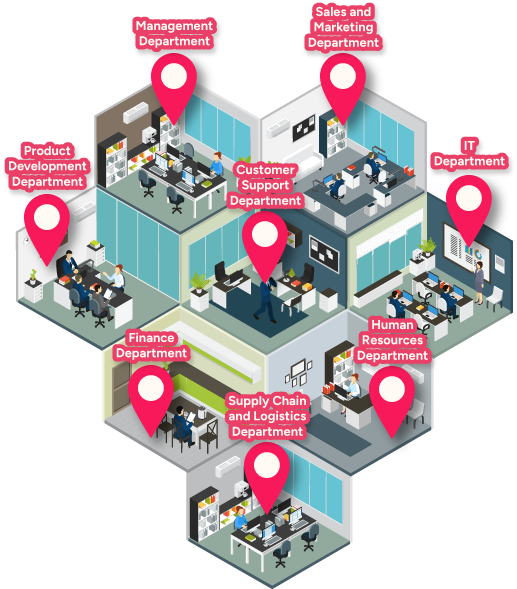 Management
Department
Sales and
Marketing
Department
Product
Development
Department
Customer
Support
Department
IT
Department
Finance
Department
Human
Resources
Department
Supply Chain
and Logistics
Department